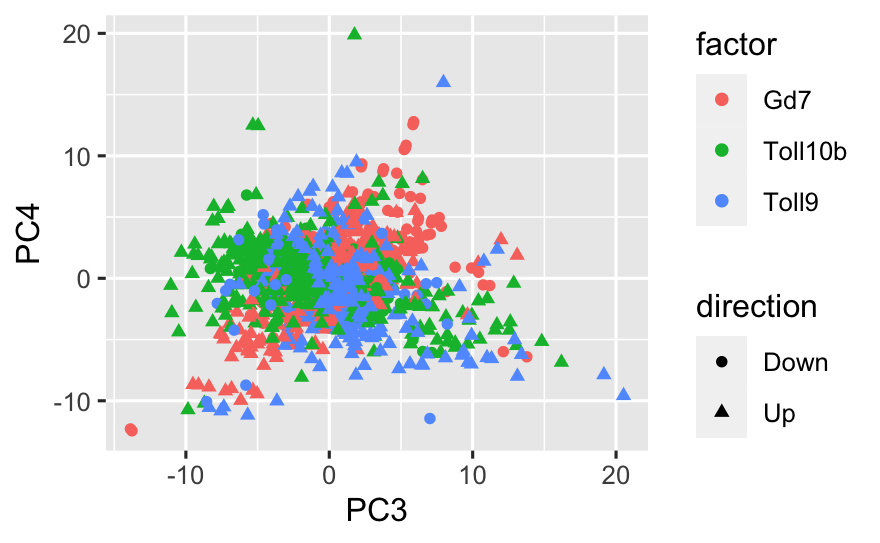 20
10
0
-10
-10
0
10
20
PC3
PC4
factor
Gd7
Toll10b
Toll9
direction
Down
Up